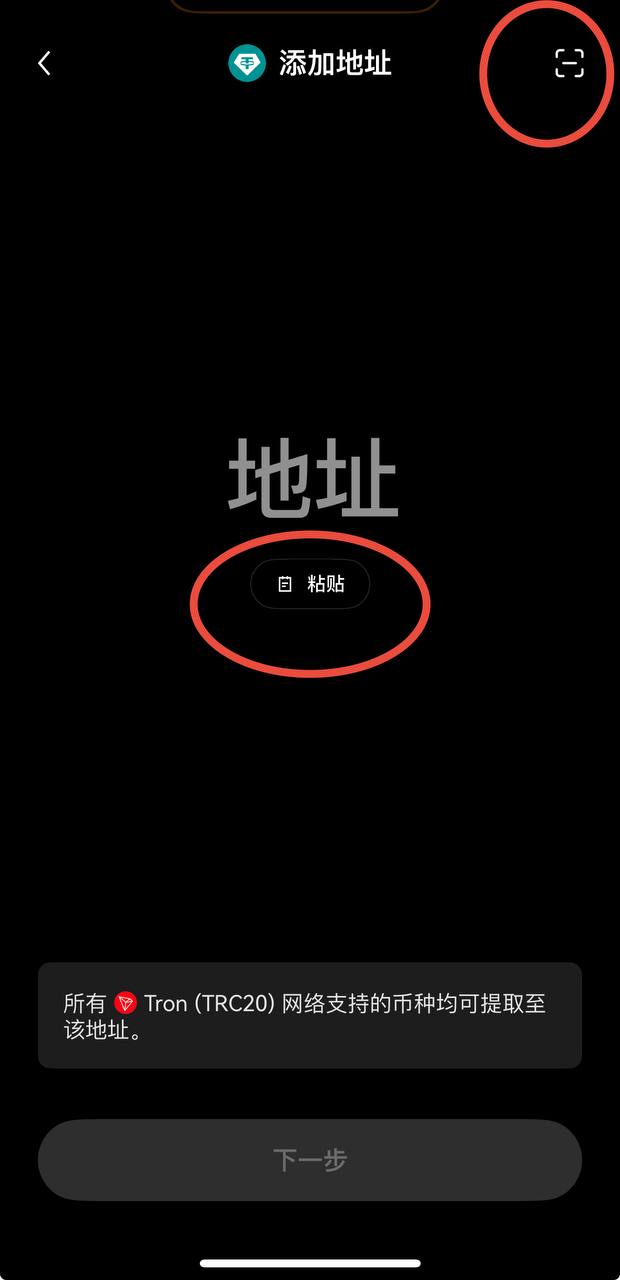 添加地址
地址
粘贴
所有 Tron (TRC20) 网络支持的币种均可提取至
该地址。
下一步